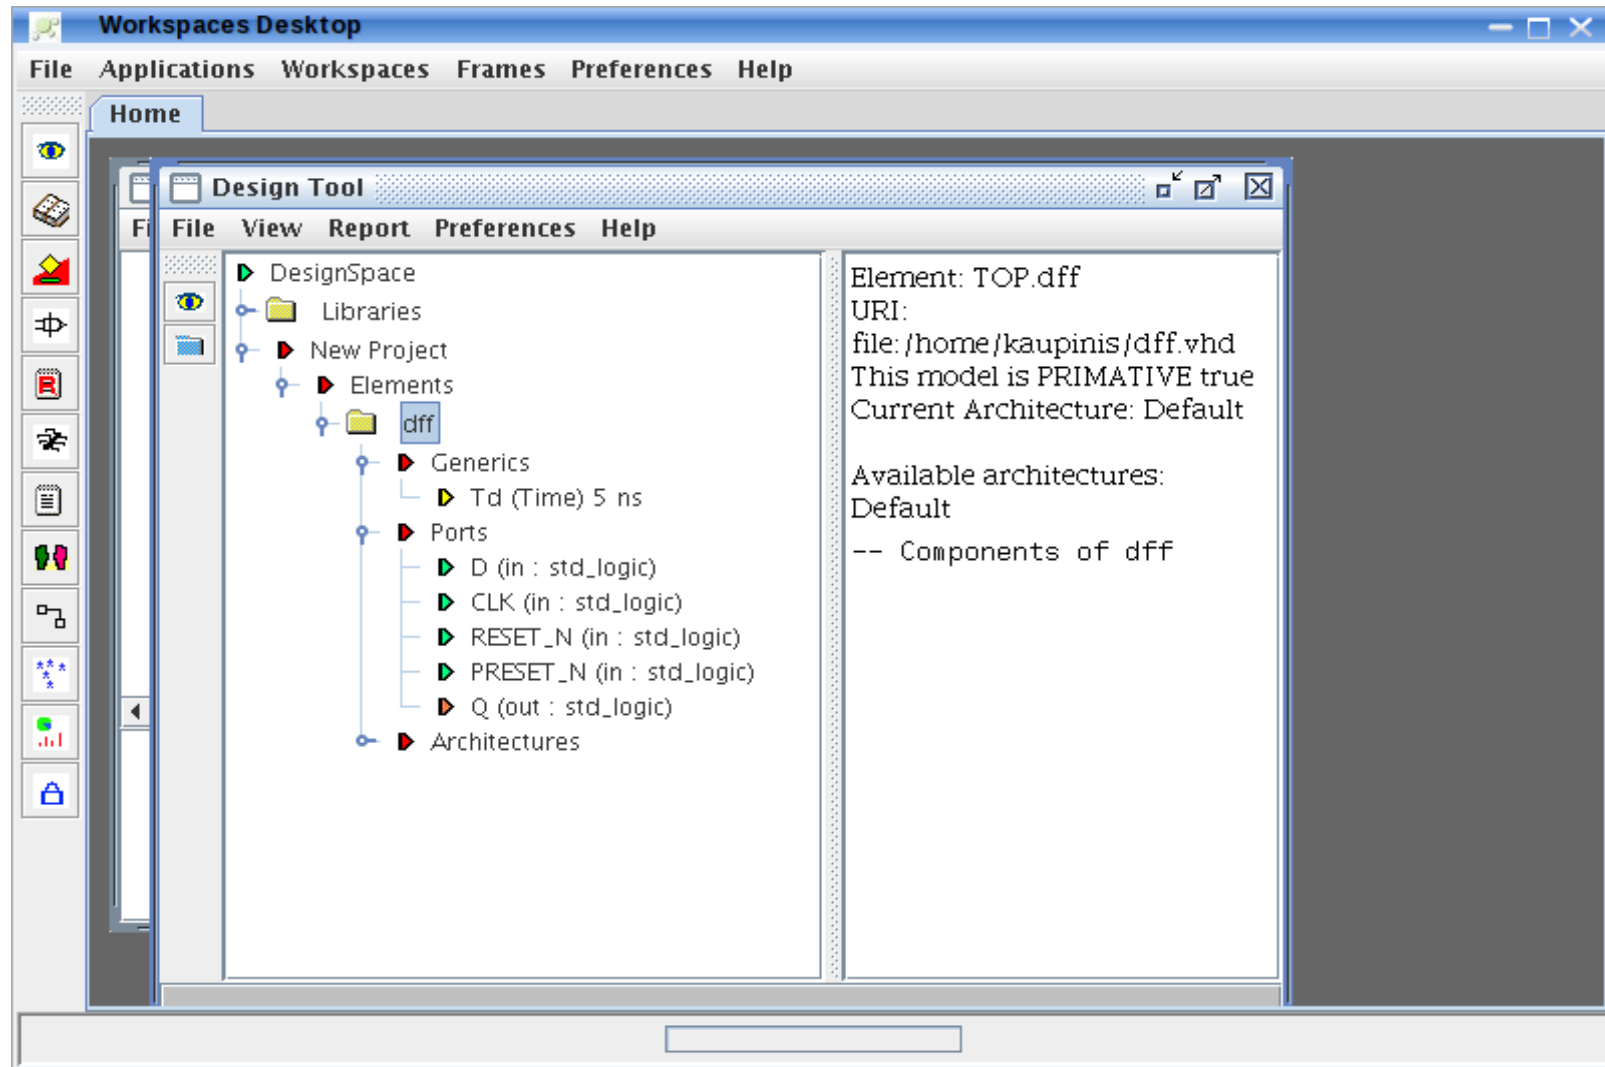 Workspaces Desktop
File Applications Workspaces Frames Preferences Help
Home
Design Tool
Fi
File View Report Preferences Help
DesignSpace
Libraries
New Project
Elements
dff
Generics
Td (Time) 5 ns
Ports
D (in : std_logic)
CLK (in : std_logic)
RESET_N (in : std_logic)
PRESET_N (in : std_logic)
Q (out : std_logic)
Architectures
Element: TOP.dff
URI:
file:/home/kaupinis/dff.vhd
This model is PRIMATIVE true
Current Architecture: Default
Available architectures:
Default
-- Components of dff
R